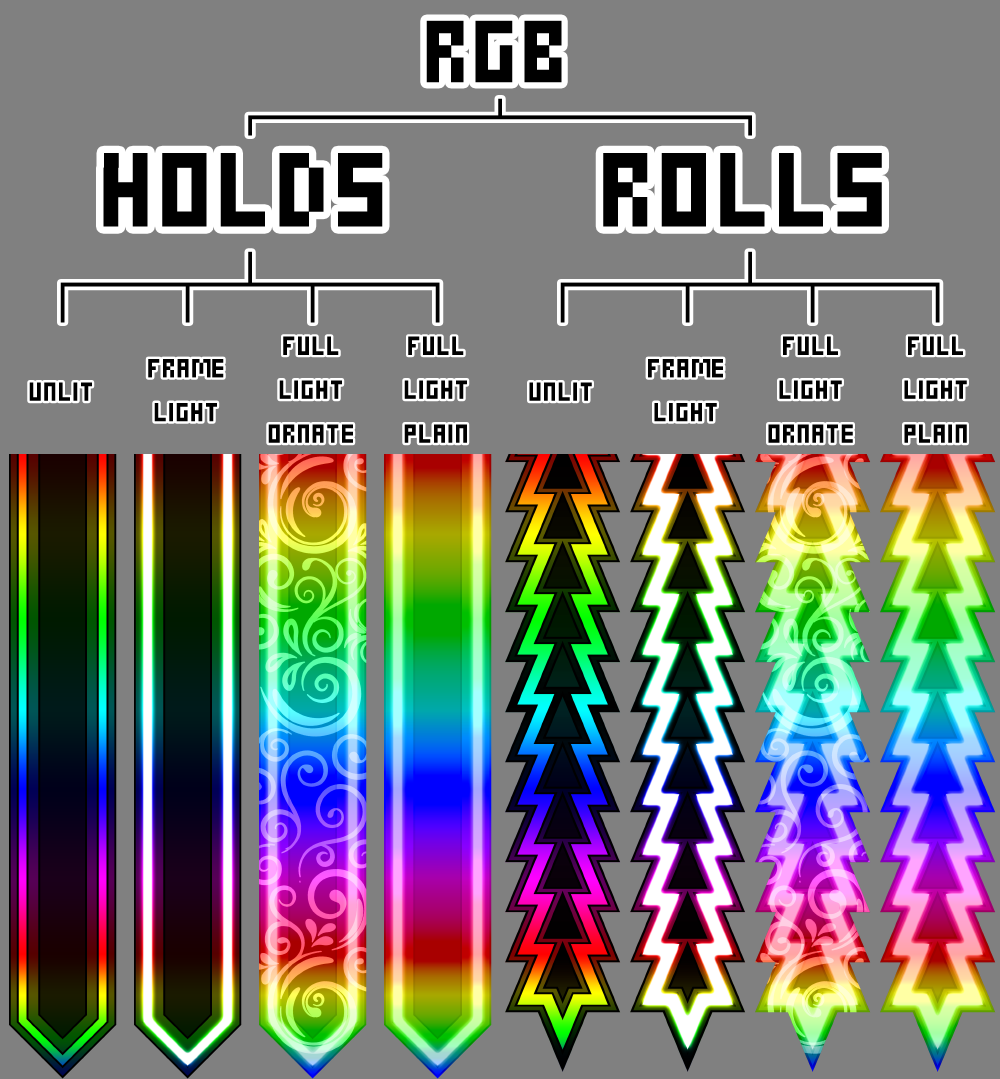 RGB
HOLDS
ROLLS
UNLIT
FRAME
LIGHT
FULL
LIGHT
ORNATE
FULL
LIGHT
PLAIN
UNLIT
FRAME
LIGHT
FULL
LIGHT
ORNATE
FULL
LIGHT
PLAIN